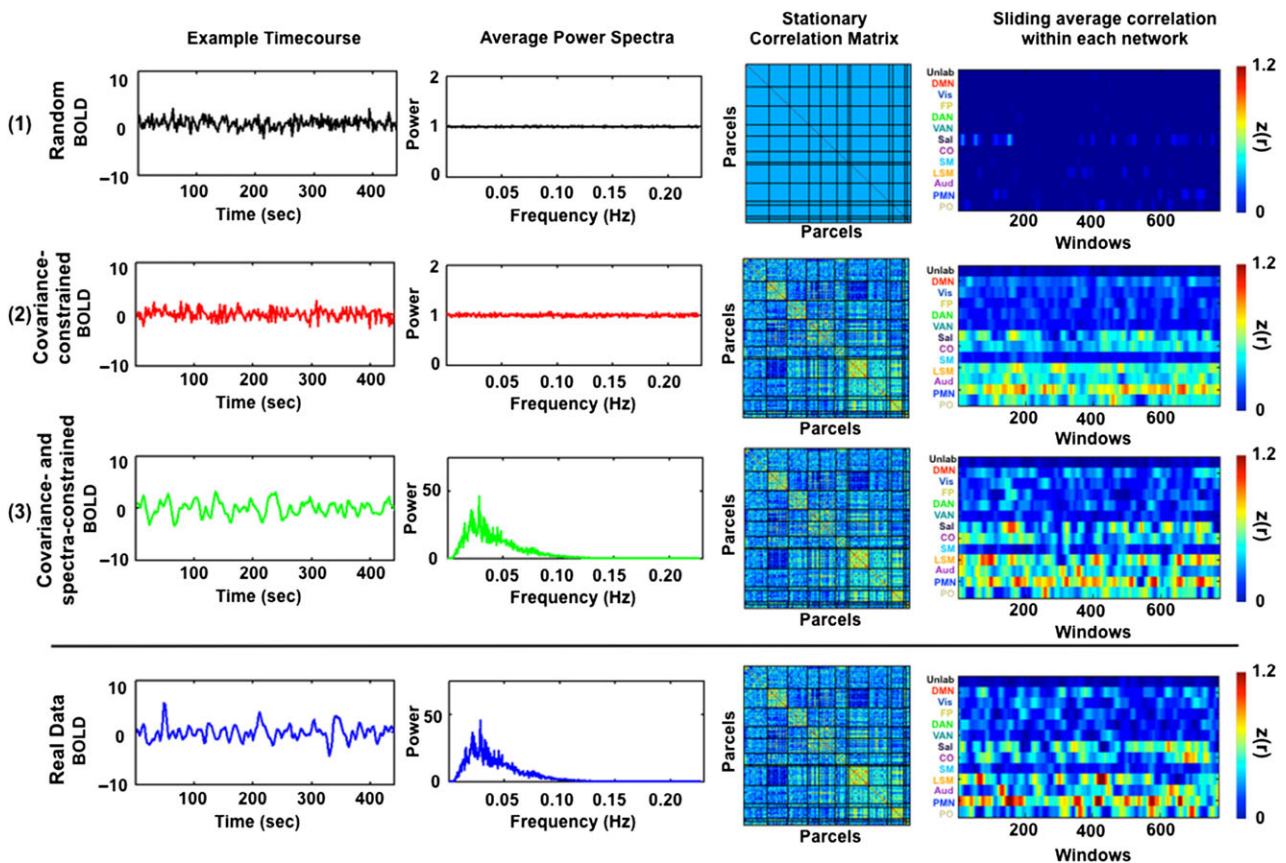 Example Timecourse
Average Power Spectra
Stationary
Correlation Matrix
Sliding average correlation
within each network
(1)
Random
BOLD
10
0
−10
100 200 300 400
Time (sec)
Power
2
1
0
0.05 0.10 0.15 0.20
Frequency (Hz)
Parcels
Parcels
Unlab
DMN
Vis
FP
DAN
VAN
Sal
CO
SM
LSM
Aud
PMN
PO
200 400 600
Windows
1.2
z(r)
0
(2)
Covariance-
constrained
BOLD
10
0
−10
100 200 300 400
Time (sec)
Power
2
1
0
0.05 0.10 0.15 0.20
Frequency (Hz)
Parcels
Parcels
Unlab
DMN
Vis
FP
DAN
VAN
Sal
CO
SM
LSM
Aud
PMN
PO
200 400 600
Windows
1.2
z(r)
0
(3)
Covariance- and
spectra-constrained
BOLD
10
0
−10
100 200 300 400
Time (sec)
Power
50
0
0.05 0.10 0.15 0.20
Frequency (Hz)
Parcels
Parcels
Unlab
DMN
Vis
FP
DAN
VAN
Sal
CO
SM
LSM
Aud
PMN
PO
200 400 600
Windows
1.2
z(r)
0
Real Data
BOLD
10
0
−10
100 200 300 400
Time (sec)
Power
50
0
0.05 0.10 0.15 0.20
Frequency (Hz)
Parcels
Parcels
Unlab
DMN
Vis
FP
DAN
VAN
Sal
CO
SM
LSM
Aud
PMN
PO
200 400 600
Windows
1.2
z(r)
0